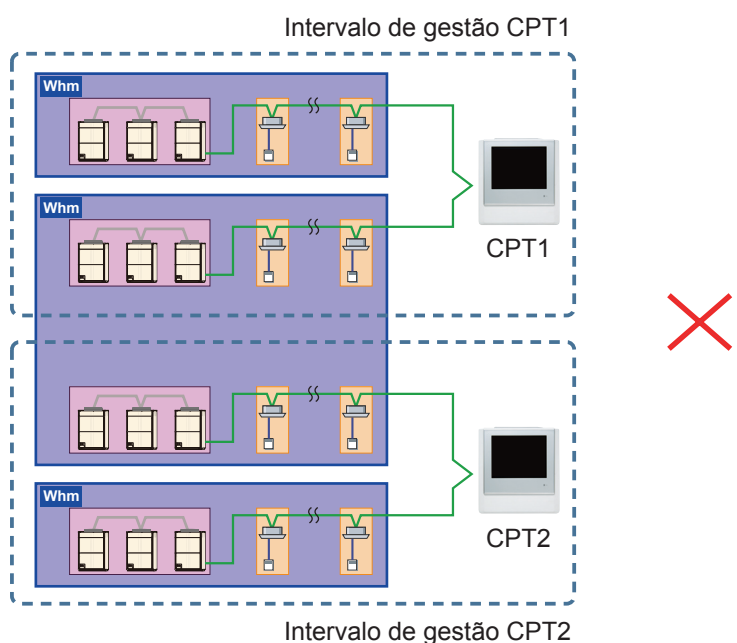 Intervalo de gestão CPT1
Whm
Whm
CPT1
Whm
CPT2
Intervalo de gestão CPT2